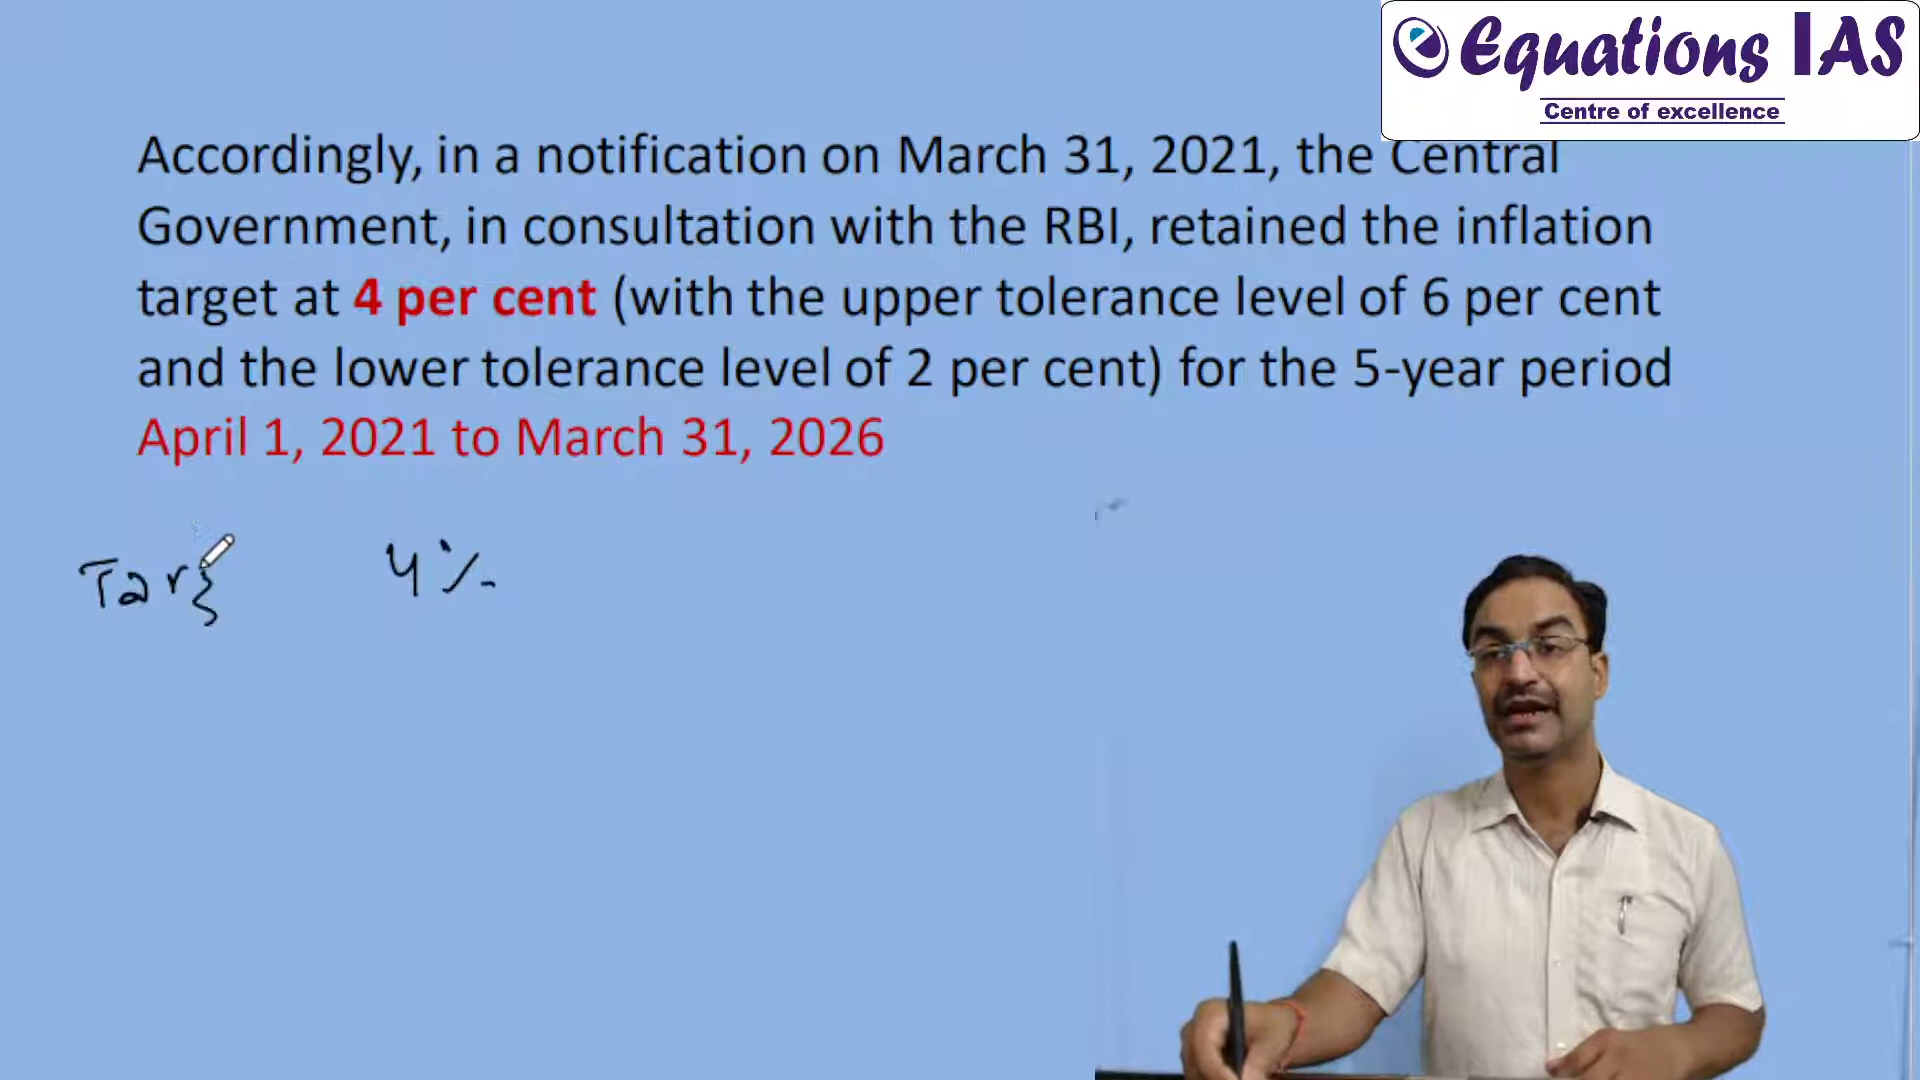 Equations IAS
Centre of excellence
Accordingly, in a notification on March 31, 2021, the Central
Government, in consultation with the RBI, retained the inflation
target at 4 per cent (with the upper tolerance level of 6 per cent
and the lower tolerance level of 2 per cent) for the 5-year period
April 1, 2021 to March 31, 2026
Targ 4%